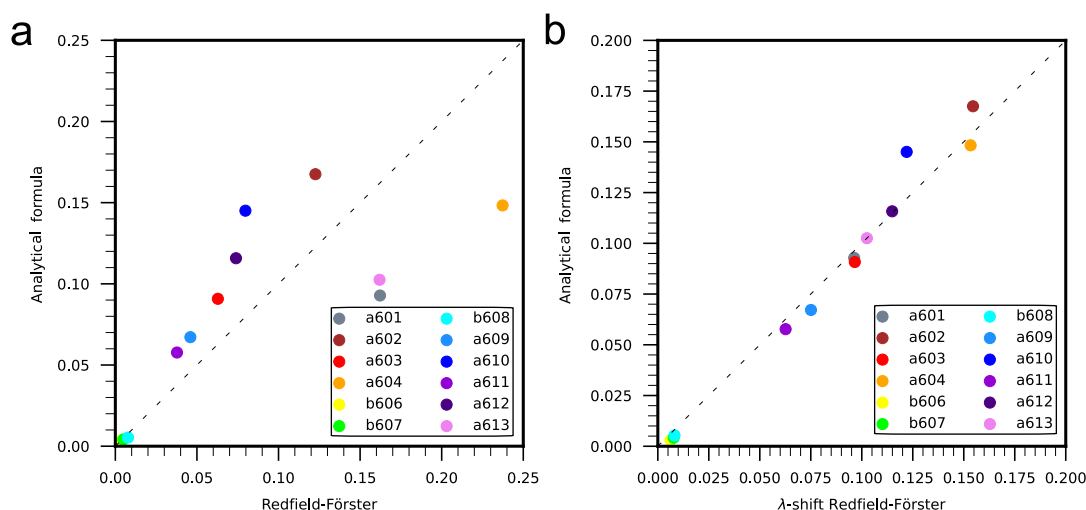 a
0.25
0.20
0.15
0.10
0.05
0.00
Analytical formula
0.00 0.05 0.10 0.15 0.20 0.25
Redfield-Förster
a601 b608
a602 a609
a603 a610
a604 a611
b606 a612
b607 a613
b
0.200
0.175
0.150
0.125
0.100
0.075
0.050
0.025
0.000
Analytical formula
0.000 0.025 0.050 0.075 0.100 0.125 0.150 0.175 0.200
λ-shift Redfield-Förster
a601 b608
a602 a609
a603 a610
a604 a611
b606 a612
b607 a613